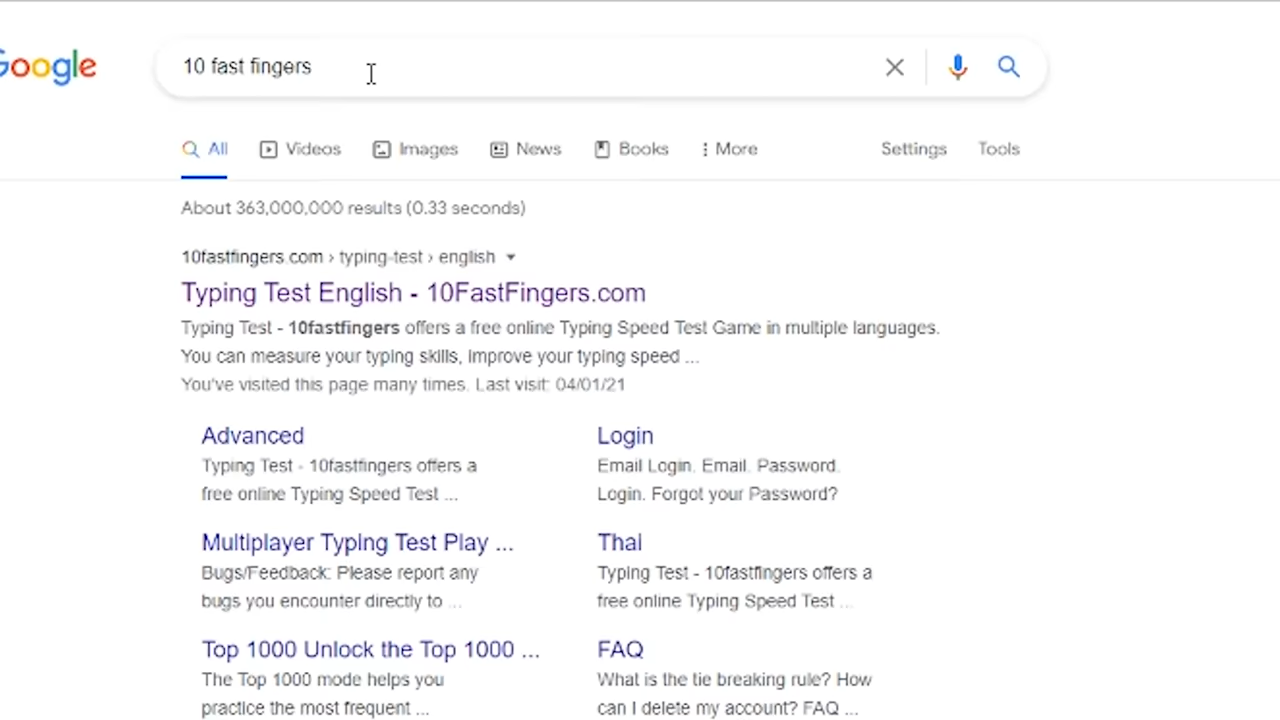 Google
10 fast fingers
All Videos Images News Books More Settings Tools
About 363,000,000 results (0.33 seconds)
10fastfingers.com › typing-test › english
Typing Test English - 10FastFingers.com
Typing Test - 10fastfingers offers a free online Typing Speed Test Game in multiple languages.
You can measure your typing skills, improve your typing speed ...
You've visited this page many times. Last visit: 04/01/21
Advanced
Typing Test - 10fastfingers offers a
free online Typing Speed Test ...
Login
Email Login. Email. Password.
Login. Forgot your Password?
Multiplayer Typing Test Play ...
Bugs/Feedback: Please report any
bugs you encounter directly to ...
Thai
Typing Test - 10fastfingers offers a
free online Typing Speed Test ...
Top 1000 Unlock the Top 1000 ...
The Top 1000 mode helps you
practice the most frequent ...
FAQ
What is the tie breaking rule? How
can I delete my account? FAQ ...